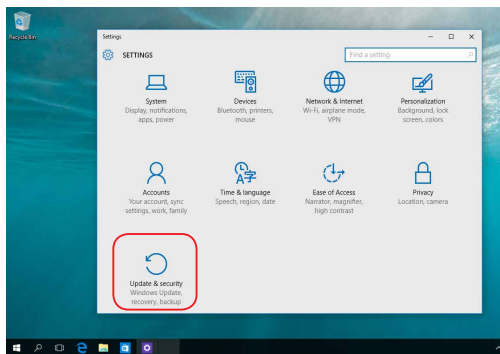 Recycle Bin
Settings
SETTINGS
Find a setting
System
Display, notifications,
apps, power
Devices
Bluetooth, printers,
mouse
Network & Internet
Wi-Fi, airplane mode,
VPN
Personalization
Background, lock
screen, colors
Accounts
Your account, sync
settings, work, family
Time & language
Speech, region, date
Ease of Access
Narrator, magnifier,
high contrast
Privacy
Location, camera
Update & security
Windows Update,
recovery, backup